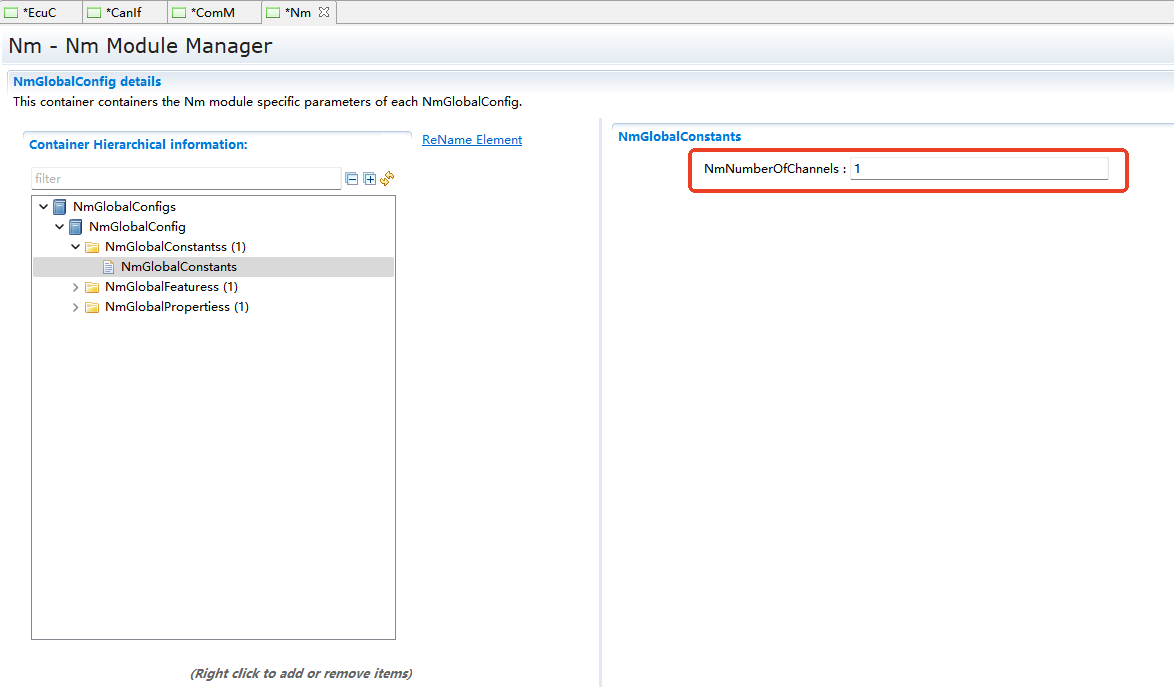 *EcuC *CanIf *ComM *Nm
Nm - Nm Module Manager
NmGlobalConfig details
This container containers the Nm module specific parameters of each NmGlobalConfig.
Container Hierarchical information:
ReName Element
filter
NmGlobalConfigs
NmGlobalConfig
NmGlobalConstantss (1)
NmGlobalConstants
NmGlobalFeaturess (1)
NmGlobalPropertiess (1)
(Right click to add or remove items)
NmGlobalConstants
NmNumberOfChannels : 1